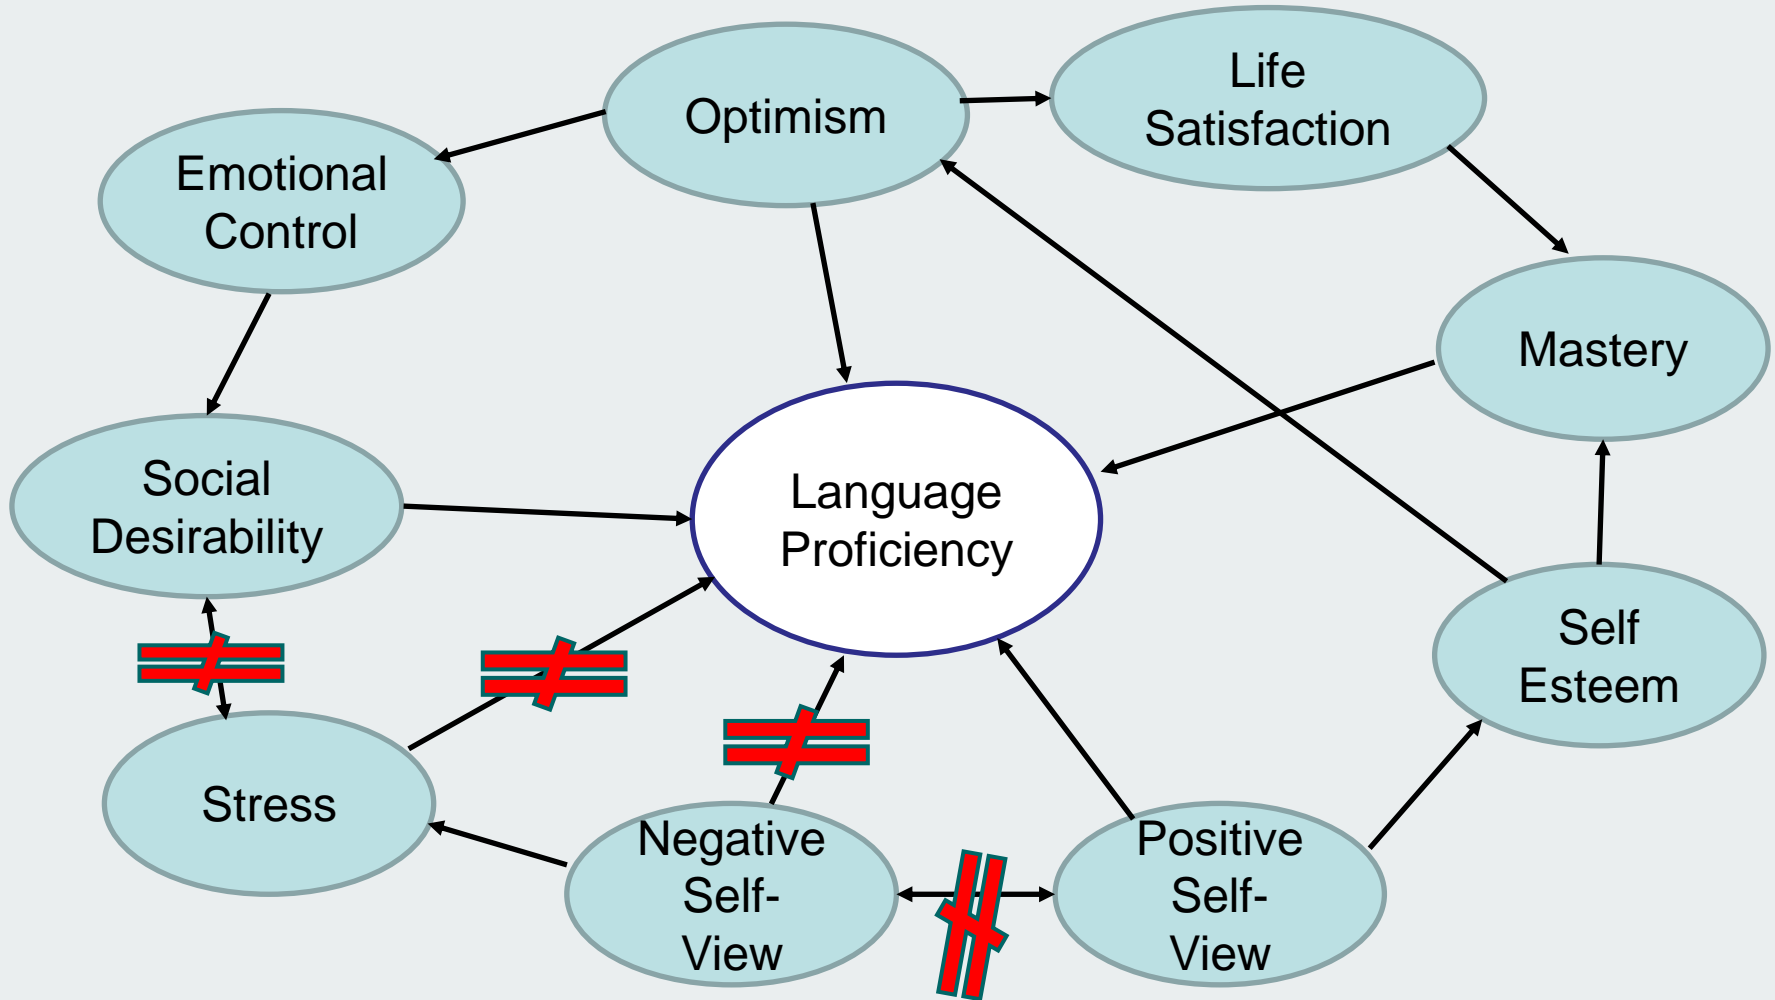 Optimism
Life
Satisfaction
Emotional
Control
Mastery
Social
Desirability
Language
Proficiency
Self
Esteem
Stress
Negative
Self-
View
Positive
Self-
View